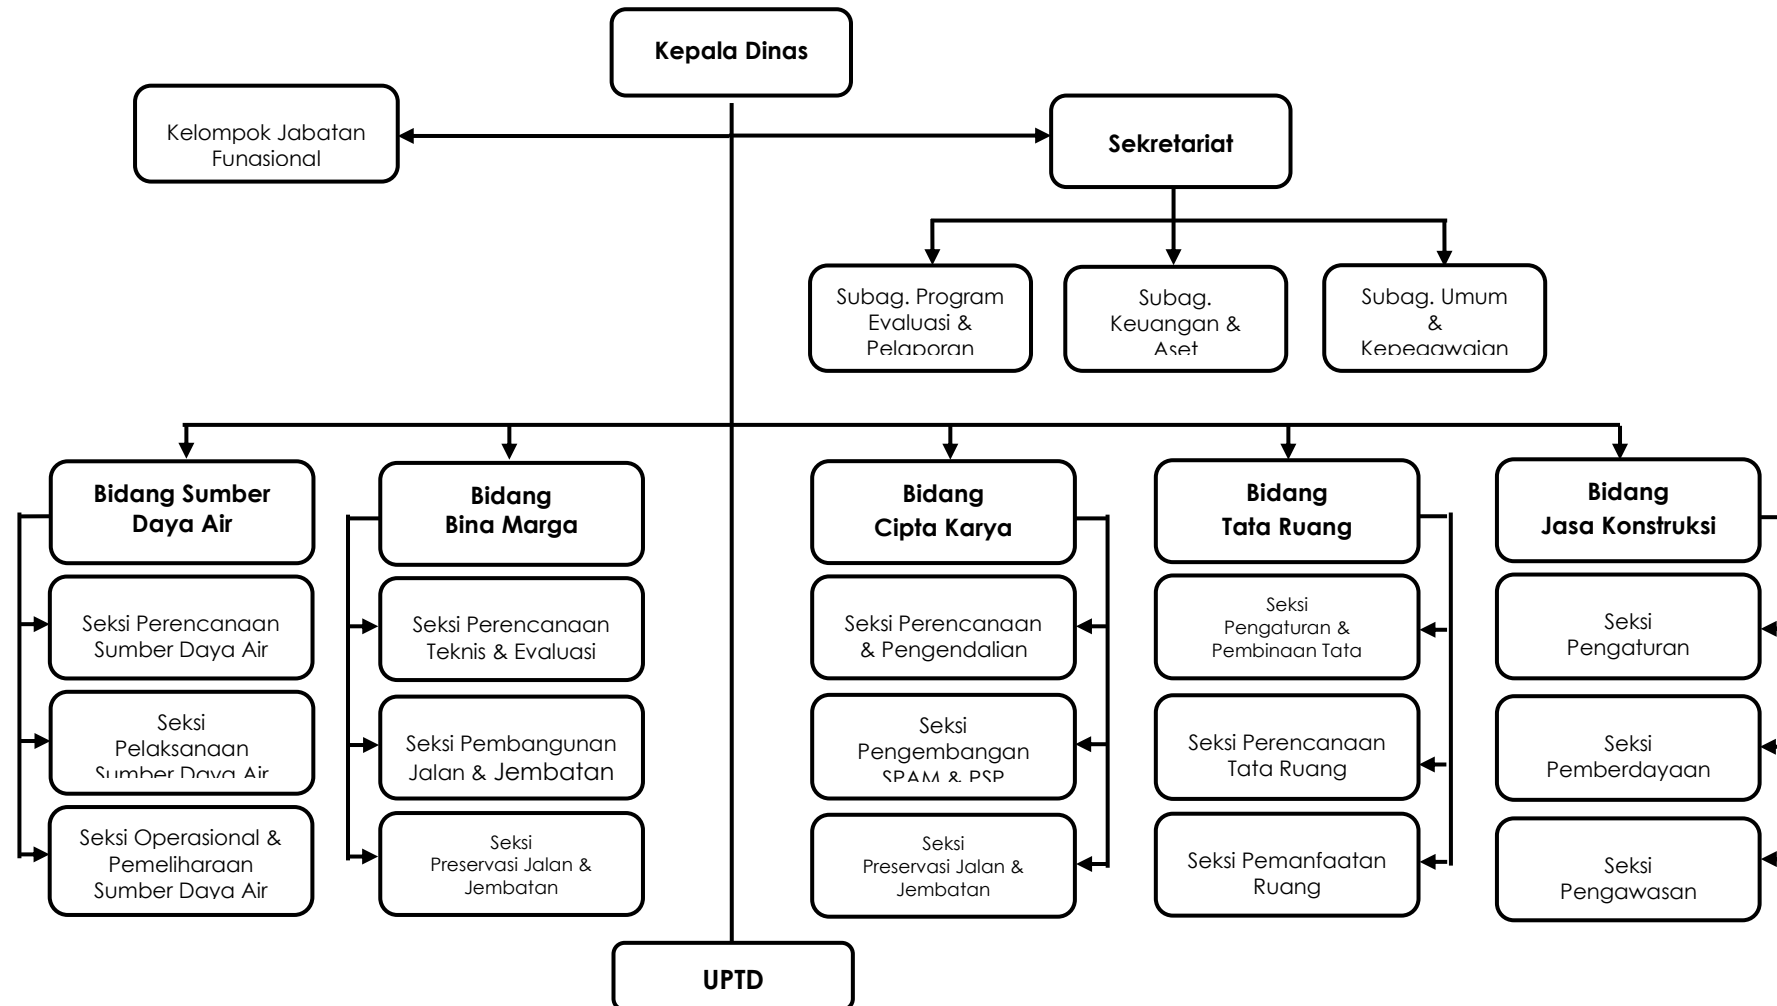 Kepala Dinas
Kelompok Jabatan
Fungsional
Sekretariat
Subag. Program
Evaluasi &
Pelaporan
Subag.
Keuangan &
Aset
Subag. Umum
&
Kepegawaian
Bidang Sumber
Daya Air
Seksi Perencanaan
Sumber Daya Air
Seksi
Pelaksanaan
Sumber Daya Air
Seksi Operasional &
Pemeliharaan
Sumber Daya Air
Bidang
Bina Marga
Seksi Perencanaan
Teknis & Evaluasi
Seksi Pembangunan
Jalan & Jembatan
Seksi
Preservasi Jalan &
Jembatan
Bidang
Cipta Karya
Seksi Perencanaan
& Pengendalian
Seksi
Pengembangan
SPAM & PSP
Seksi
Preservasi Jalan &
Jembatan
Bidang
Tata Ruang
Seksi
Pengaturan &
Pembinaan Tata
Seksi Perencanaan
Tata Ruang
Seksi Pemanfaatan
Ruang
Bidang
Jasa Konstruksi
Seksi
Pengaturan
Seksi
Pemberdayaan
Seksi
Pengawasan
UPTD